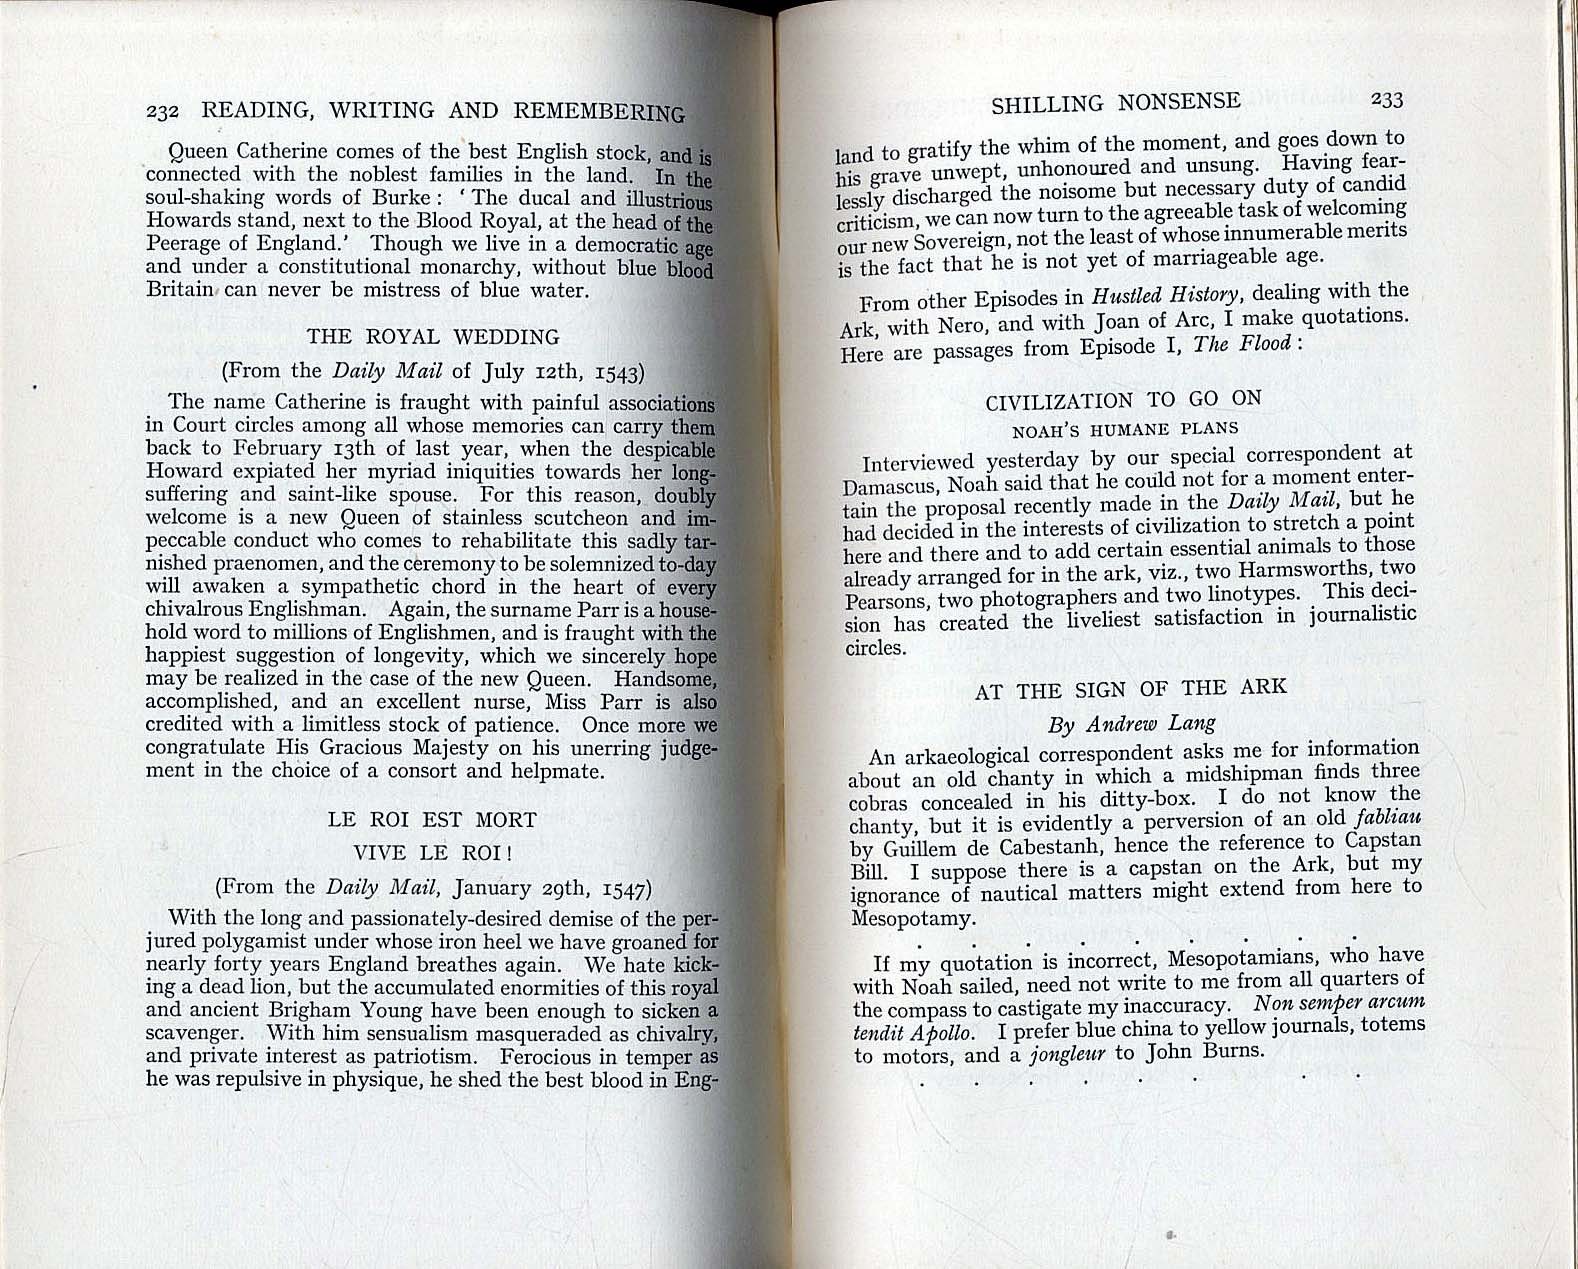 232 READING, WRITING AND REMEMBERING
Queen Catherine comes of the best English stock, and is
connected with the noblest families in the land. In the
soul-shaking words of Burke : ‘ The ducal and illustrious
Howards stand, next to the Blood Royal, at the head of the
Peerage of England.’ Though we live in a democratic age
and under a constitutional monarchy, without blue blood
Britain can never be mistress of blue water.
THE ROYAL WEDDING
(From the Daily Mail of July 12th, 1543)
The name Catherine is fraught with painful associations
in Court circles among all whose memories can carry them
back to February 13th of last year, when the despicable
Howard expiated her myriad iniquities towards her long-
suffering and saint-like spouse. For this reason, doubly
welcome is a new Queen of stainless scutcheon and im-
peccable conduct who comes to rehabilitate this sadly tar-
nished praenomen, and the ceremony to be solemnized to-day
will awaken a sympathetic chord in the heart of every
chivalrous Englishman. Again, the surname Parr is a house-
hold word to millions of Englishmen, and is fraught with the
happiest suggestion of longevity, which we sincerely hope
may be realized in the case of the new Queen. Handsome,
accomplished, and an excellent nurse, Miss Parr is also
credited with a limitless stock of patience. Once more we
congratulate His Gracious Majesty on his unerring judge-
ment in the choice of a consort and helpmate.
LE ROI EST MORT
VIVE LE ROI !
(From the Daily Mail, January 29th, 1547)
With the long and passionately-desired demise of the per-
jured polygamist under whose iron heel we have groaned for
nearly forty years England breathes again. We hate kick-
ing a dead lion, but the accumulated enormities of this royal
and ancient Brigham Young have been enough to sicken a
scavenger. With him sensualism masqueraded as chivalry,
and private interest as patriotism. Ferocious in temper as
he was repulsive in physique, he shed the best blood in Eng-
SHILLING NONSENSE 233
land to gratify the whim of the moment, and goes down to
his grave unwept, unhonoured and unsung. Having fear-
lessly discharged the noisome but necessary duty of candid
criticism, we can now turn to the agreeable task of welcoming
our new Sovereign, not the least of whose innumerable merits
is the fact that he is not yet of marriageable age.
From other Episodes in Hustled History, dealing with the
Ark, with Nero, and with Joan of Arc, I make quotations.
Here are passages from Episode I, The Flood :
CIVILIZATION TO GO ON
NOAH'S HUMANE PLANS
Interviewed yesterday by our special correspondent at
Damascus, Noah said that he could not for a moment enter-
tain the proposal recently made in the Daily Mail, but he
had decided in the interests of civilization to stretch a point
here and there and to add certain essential animals to those
already arranged for in the ark, viz., two Harmsworths, two
Pearsons, two photographers and two linotypes. This deci-
sion has created the liveliest satisfaction in journalistic
circles.
AT THE SIGN OF THE ARK
By Andrew Lang
An arkaeological correspondent asks me for information
about an old chanty in which a midshipman finds three
cobras concealed in his ditty-box. I do not know the
chanty, but it is evidently a perversion of an old fabliau
by Guillem de Cabestanh, hence the reference to Capstan
Bill. I suppose there is a capstan on the Ark, but my
ignorance of nautical matters might extend from here to
Mesopotamy.
. . . . . . . . .
If my quotation is incorrect, Mesopotamians, who have
with Noah sailed, need not write to me from all quarters of
the compass to castigate my inaccuracy. Non semper arcum
tendit Apollo. I prefer blue china to yellow journals, totems
to motors, and a jongleur to John Burns.
. . . . . . . .